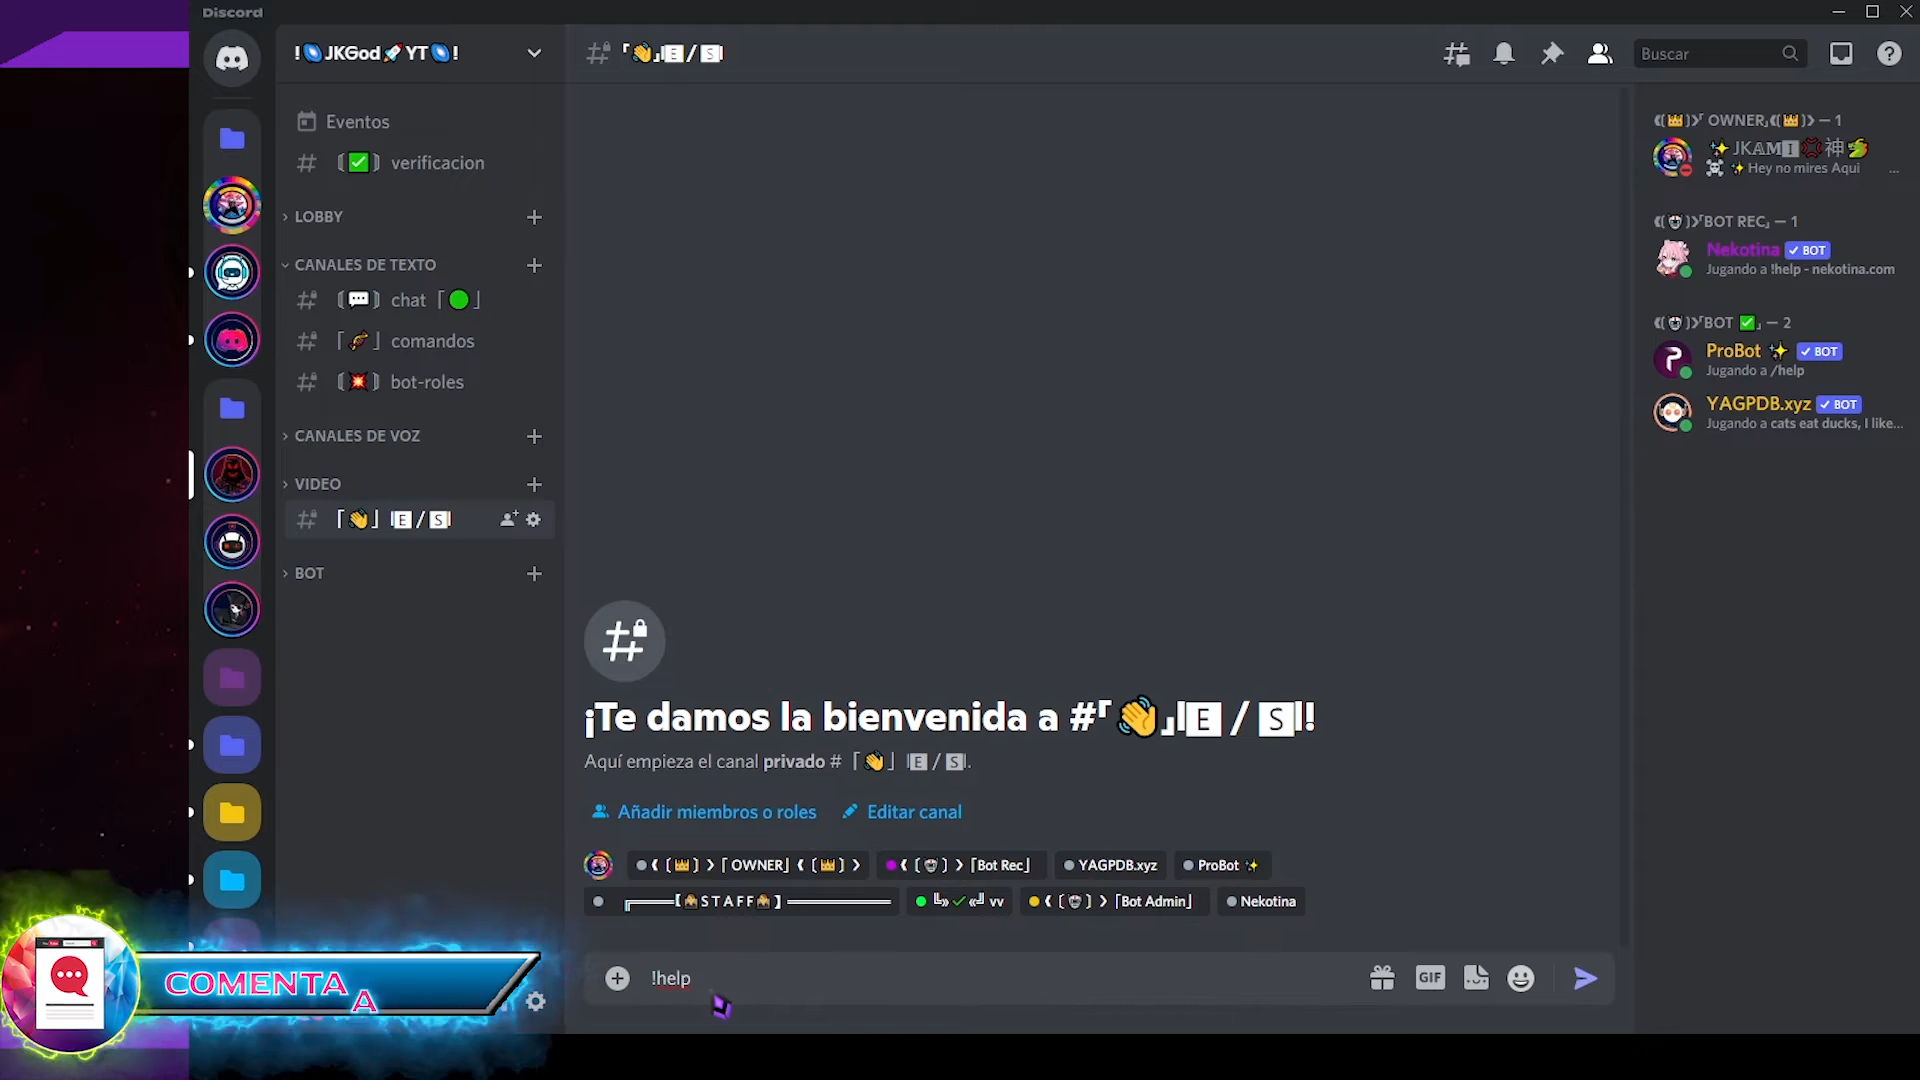 Discord
!🌀JKGod🚀YT🌀!
「👋」🄴/🅂
Buscar
Eventos
〘✅〙 verificacion
LOBBY
CANALES DE TEXTO
〘💬〙 chat 「🟢」
「🎤」 comandos
〘💥〙 bot-roles
CANALES DE VOZ
VIDEO
「👋」 🄴/🅂
BOT
⟪〘👑〙⟫「OWNER」⟪〘👑〙⟫ — 1
✨JK𝔸𝐌🄸💢神🐲
☠️✨Hey no mires Aqui ...
⟪〘🤖〙⟫「BOT REC」 — 1
Nekotina ✓ BOT
Jugando a !help - nekotina.com
⟪〘🤖〙⟫「BOT ✅」 — 2
ProBot ✨ ✓ BOT
Jugando a /help
YAGPDB.xyz ✓ BOT
Jugando a cats eat ducks, I like...
¡Te damos la bienvenida a #「👋」🄴/🅂!
Aquí empieza el canal privado #「👋」 🄴/🅂.
Añadir miembros o roles
Editar canal
⟪〘👑〙⟫「OWNER」⟪〘👑〙⟫
⟪〘🤖〙⟫「Bot Rec」
YAGPDB.xyz
ProBot ✨
╔═══【STAFF】═══════
╚»✓«╝ vv
⟪〘🤖〙⟫「Bot Admin」
Nekotina
!help
GIF
COMENTA
A